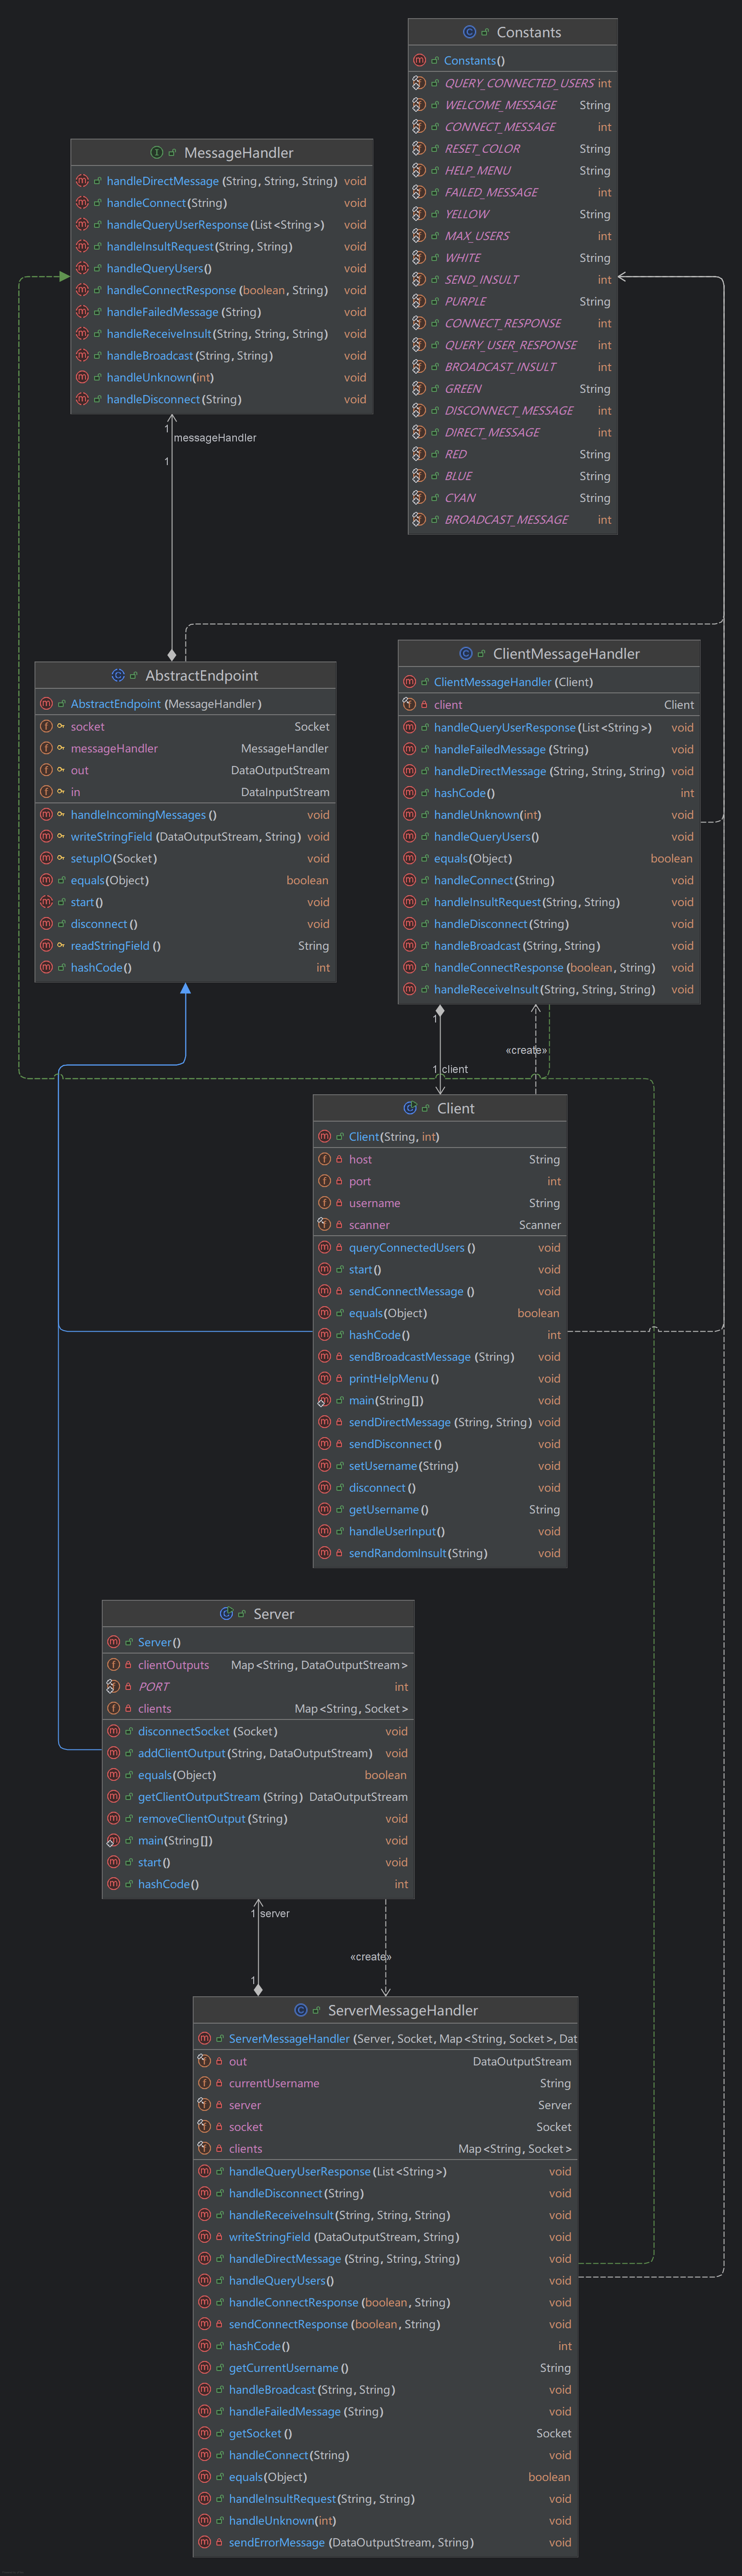 Constants
Constants()
QUERY_CONNECTED_USERS int
WELCOME_MESSAGE String
CONNECT_MESSAGE int
RESET_COLOR String
HELP_MENU String
FAILED_MESSAGE int
YELLOW String
MAX_USERS int
WHITE String
SEND_INSULT int
PURPLE String
CONNECT_RESPONSE int
QUERY_USER_RESPONSE int
BROADCAST_INSULT int
GREEN String
DISCONNECT_MESSAGE int
DIRECT_MESSAGE int
RED String
BLUE String
CYAN String
BROADCAST_MESSAGE int
MessageHandler
handleDirectMessage (String, String, String) void
handleConnect(String) void
handleQueryUserResponse(List<String>) void
handleInsultRequest(String, String) void
handleQueryUsers() void
handleConnectResponse (boolean, String) void
handleFailedMessage (String) void
handleReceiveInsult(String, String, String) void
handleBroadcast (String, String) void
handleUnknown(int) void
handleDisconnect(String) void
1
messageHandler
1
AbstractEndpoint
AbstractEndpoint (MessageHandler)
socket Socket
messageHandler MessageHandler
out DataOutputStream
in DataInputStream
handleIncomingMessages () void
writeStringField (DataOutputStream, String) void
setupIO(Socket) void
equals(Object) boolean
start() void
disconnect () void
readStringField () String
hashCode() int
ClientMessageHandler
ClientMessageHandler (Client)
client Client
handleQueryUserResponse(List<String>) void
handleFailedMessage (String) void
handleDirectMessage (String, String, String) void
hashCode() int
handleUnknown(int) void
handleQueryUsers() void
equals(Object) boolean
handleConnect(String) void
handleInsultRequest(String, String) void
handleDisconnect(String) void
handleBroadcast (String, String) void
handleConnectResponse (boolean, String) void
handleReceiveInsult(String, String, String) void
1
«create»
1 client
Client
Client(String, int)
host String
port int
username String
scanner Scanner
queryConnectedUsers () void
start() void
sendConnectMessage () void
equals(Object) boolean
hashCode() int
sendBroadcastMessage (String) void
printHelpMenu () void
main(String[]) void
sendDirectMessage (String, String) void
sendDisconnect () void
setUsername(String) void
disconnect () void
getUsername () String
handleUserInput() void
sendRandomInsult(String) void
Server
Server()
clientOutputs Map<String, DataOutputStream>
PORT int
clients Map<String, Socket>
disconnectSocket (Socket) void
addClientOutput(String, DataOutputStream) void
equals(Object) boolean
getClientOutputStream (String) DataOutputStream
removeClientOutput(String) void
main(String[]) void
start() void
hashCode() int
1 server
«create»
1
ServerMessageHandler
ServerMessageHandler (Server, Socket, Map<String, Socket>, Dat
out DataOutputStream
currentUsername String
server Server
socket Socket
clients Map<String, Socket>
handleQueryUserResponse(List<String>) void
handleDisconnect(String) void
handleReceiveInsult(String, String, String) void
writeStringField (DataOutputStream, String) void
handleDirectMessage (String, String, String) void
handleQueryUsers() void
handleConnectResponse (boolean, String) void
sendConnectResponse (boolean, String) void
hashCode() int
getCurrentUsername () String
handleBroadcast (String, String) void
handleFailedMessage (String) void
getSocket () Socket
handleConnect(String) void
equals(Object) boolean
handleInsultRequest(String, String) void
handleUnknown(int) void
sendErrorMessage (DataOutputStream, String) void